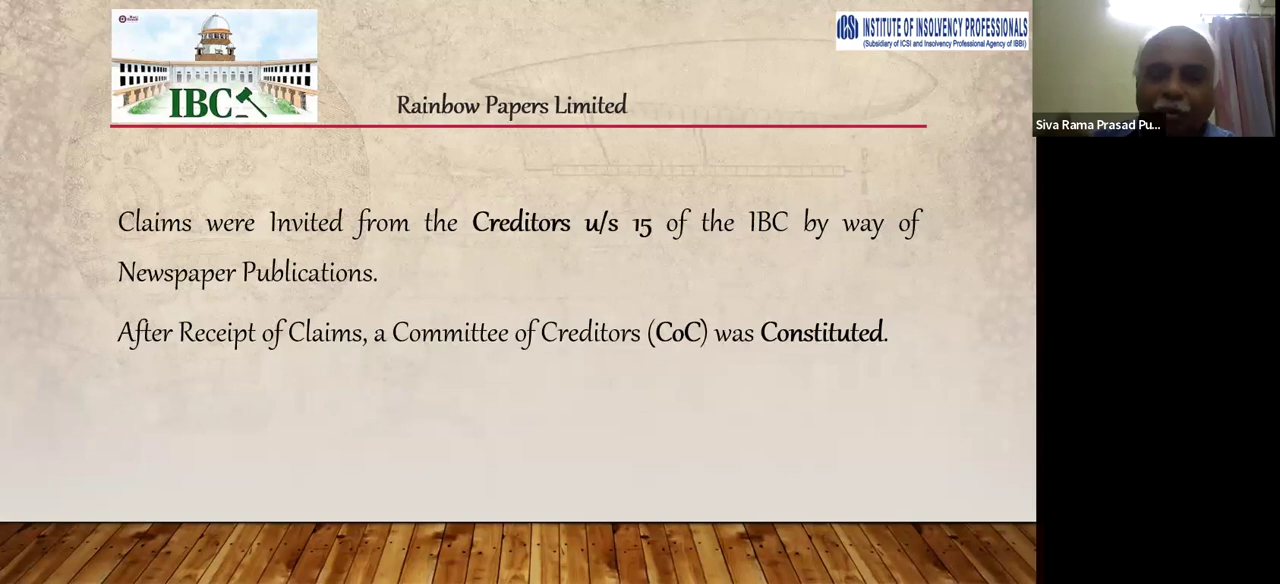 IBC
INSTITUTE OF INSOLVENCY PROFESSIONALS
(Subsidiary of ICSI and Insolvency Professional Agency of IBBI)
Siva Rama Prasad Pu...
Rainbow Papers Limited
Claims were Invited from the Creditors u/s 15 of the IBC by way of
Newspaper Publications.
After Receipt of Claims, a Committee of Creditors (CoC) was Constituted.